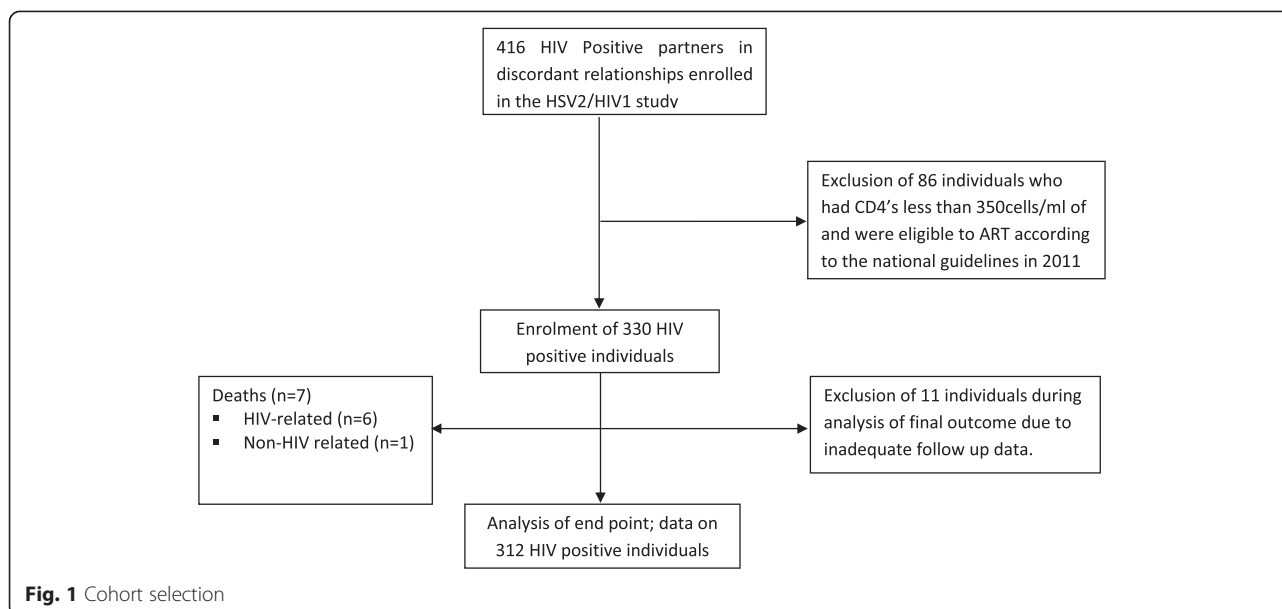 416 HIV Positive partners in
discordant relationships enrolled
in the HSV2/HIV1 study
Exclusion of 86 individuals who
had CD4's less than 350cells/ml of
and were eligible to ART according
to the national guidelines in 2011
Enrolment of 330 HIV
positive individuals
Deaths (n=7)
▪ HIV-related (n=6)
▪ Non-HIV related (n=1)
Exclusion of 11 individuals during
analysis of final outcome due to
inadequate follow up data.
Analysis of end point; data on
312 HIV positive individuals
Fig. 1 Cohort selection